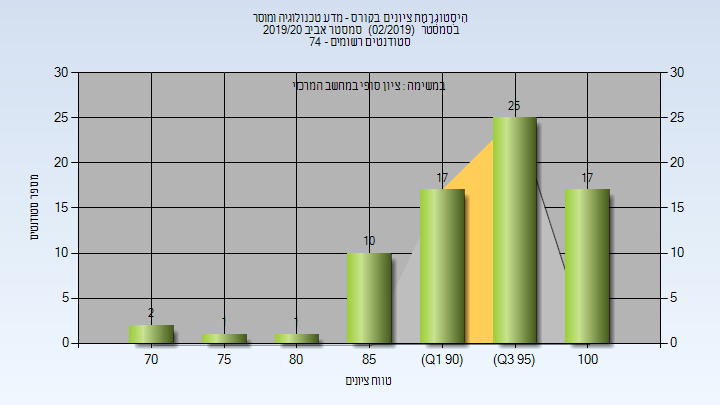 היסטוגרמת ציונים בקורס - מדע טכנולוגיה ומוסר
בסמסטר (02/2019) סמסטר אביב 2019/20
סטודנטים רשומים - 74
במשימה : ציון סופי במחשב המרכזי
30 30
25 25
20 20
15 15
10 10
5 5
0 0
2 1 1 10 17 25 17
מספר סטודנטים
70 75 80 85 (Q1 90) (Q3 95) 100
טווח ציונים